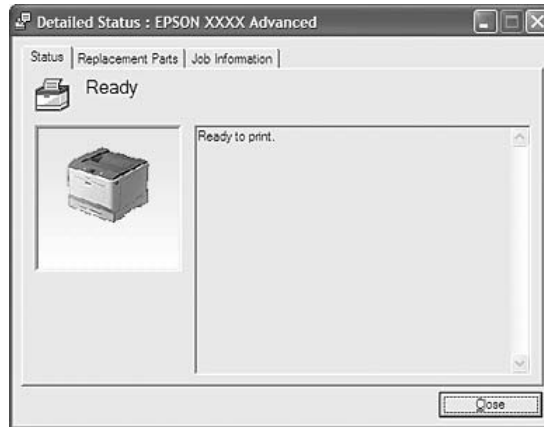 Detailed Status : EPSON XXXX Advanced
Status Replacement Parts Job Information
Ready
Ready to print.
Close